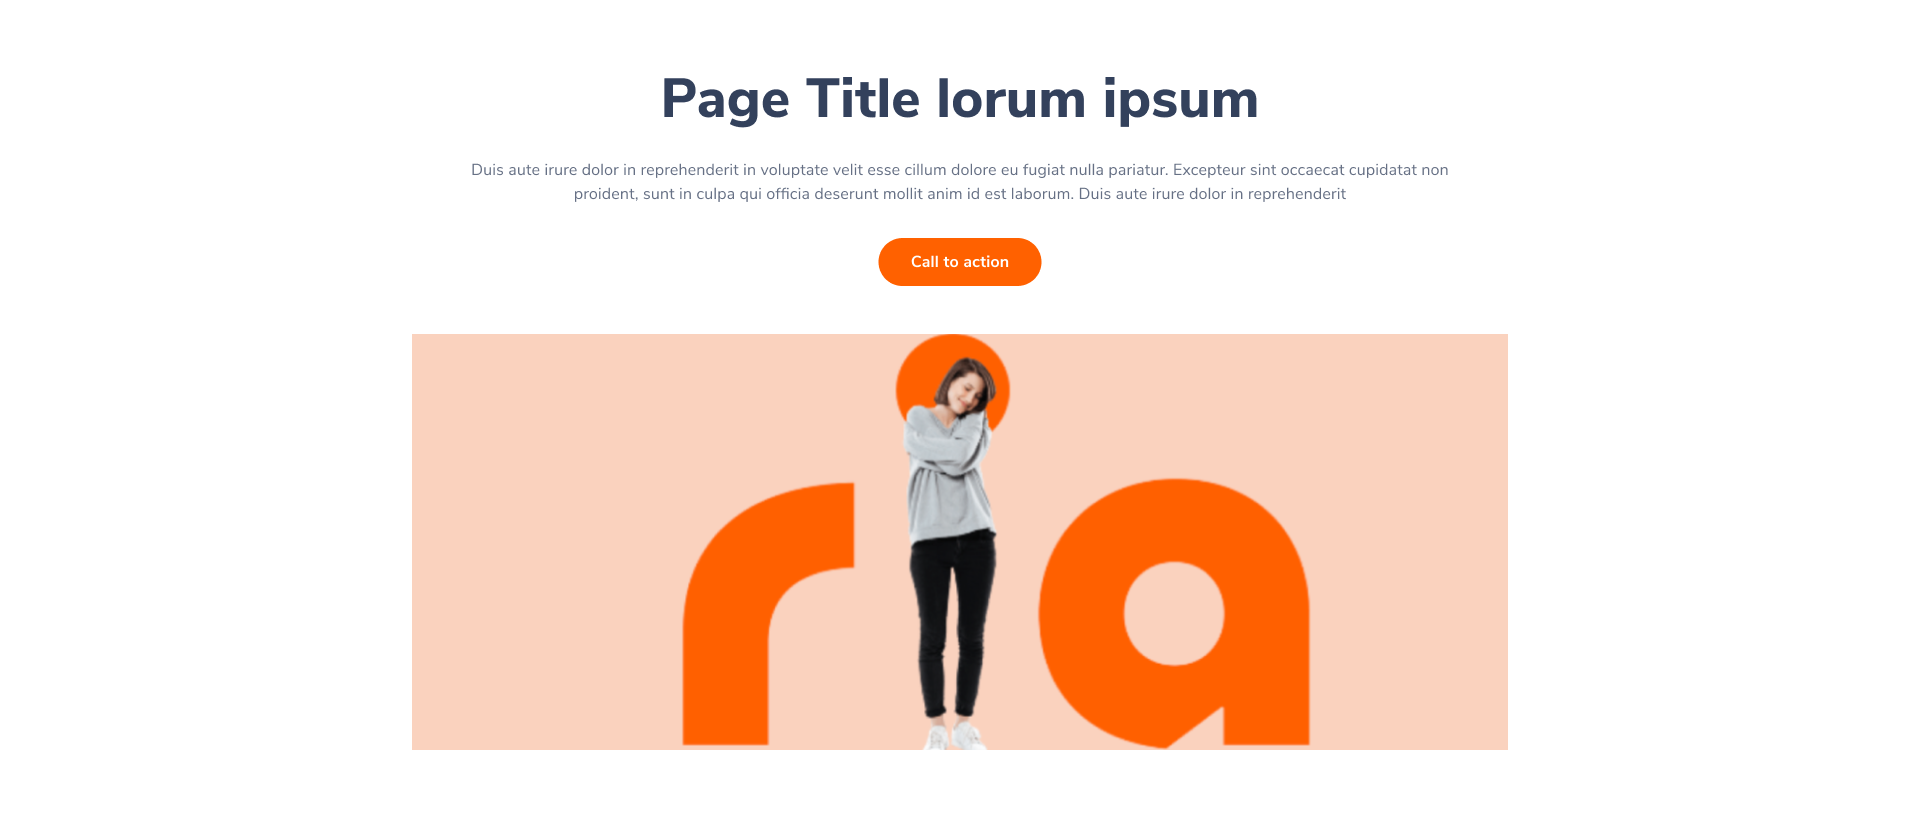 Page Title lorum ipsum
Duis aute irure dolor in reprehenderit in voluptate velit esse cillum dolore eu fugiat nulla pariatur. Excepteur sint occaecat cupidatat non
proident, sunt in culpa qui officia deserunt mollit anim id est laborum. Duis aute irure dolor in reprehenderit
Call to action
ria